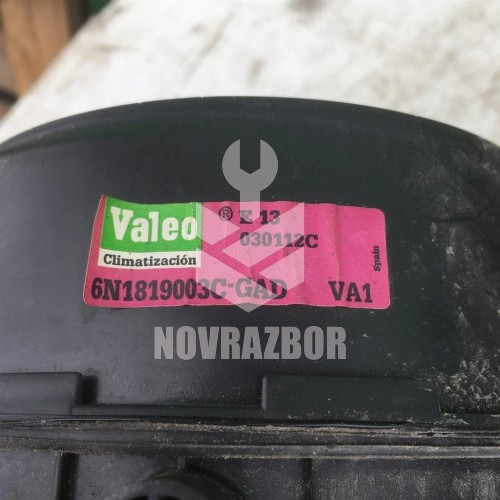 Valeo
Climatización
® E 13
030112C
Spain
6N1819003C-GAD VA1
NOVRAZBOR